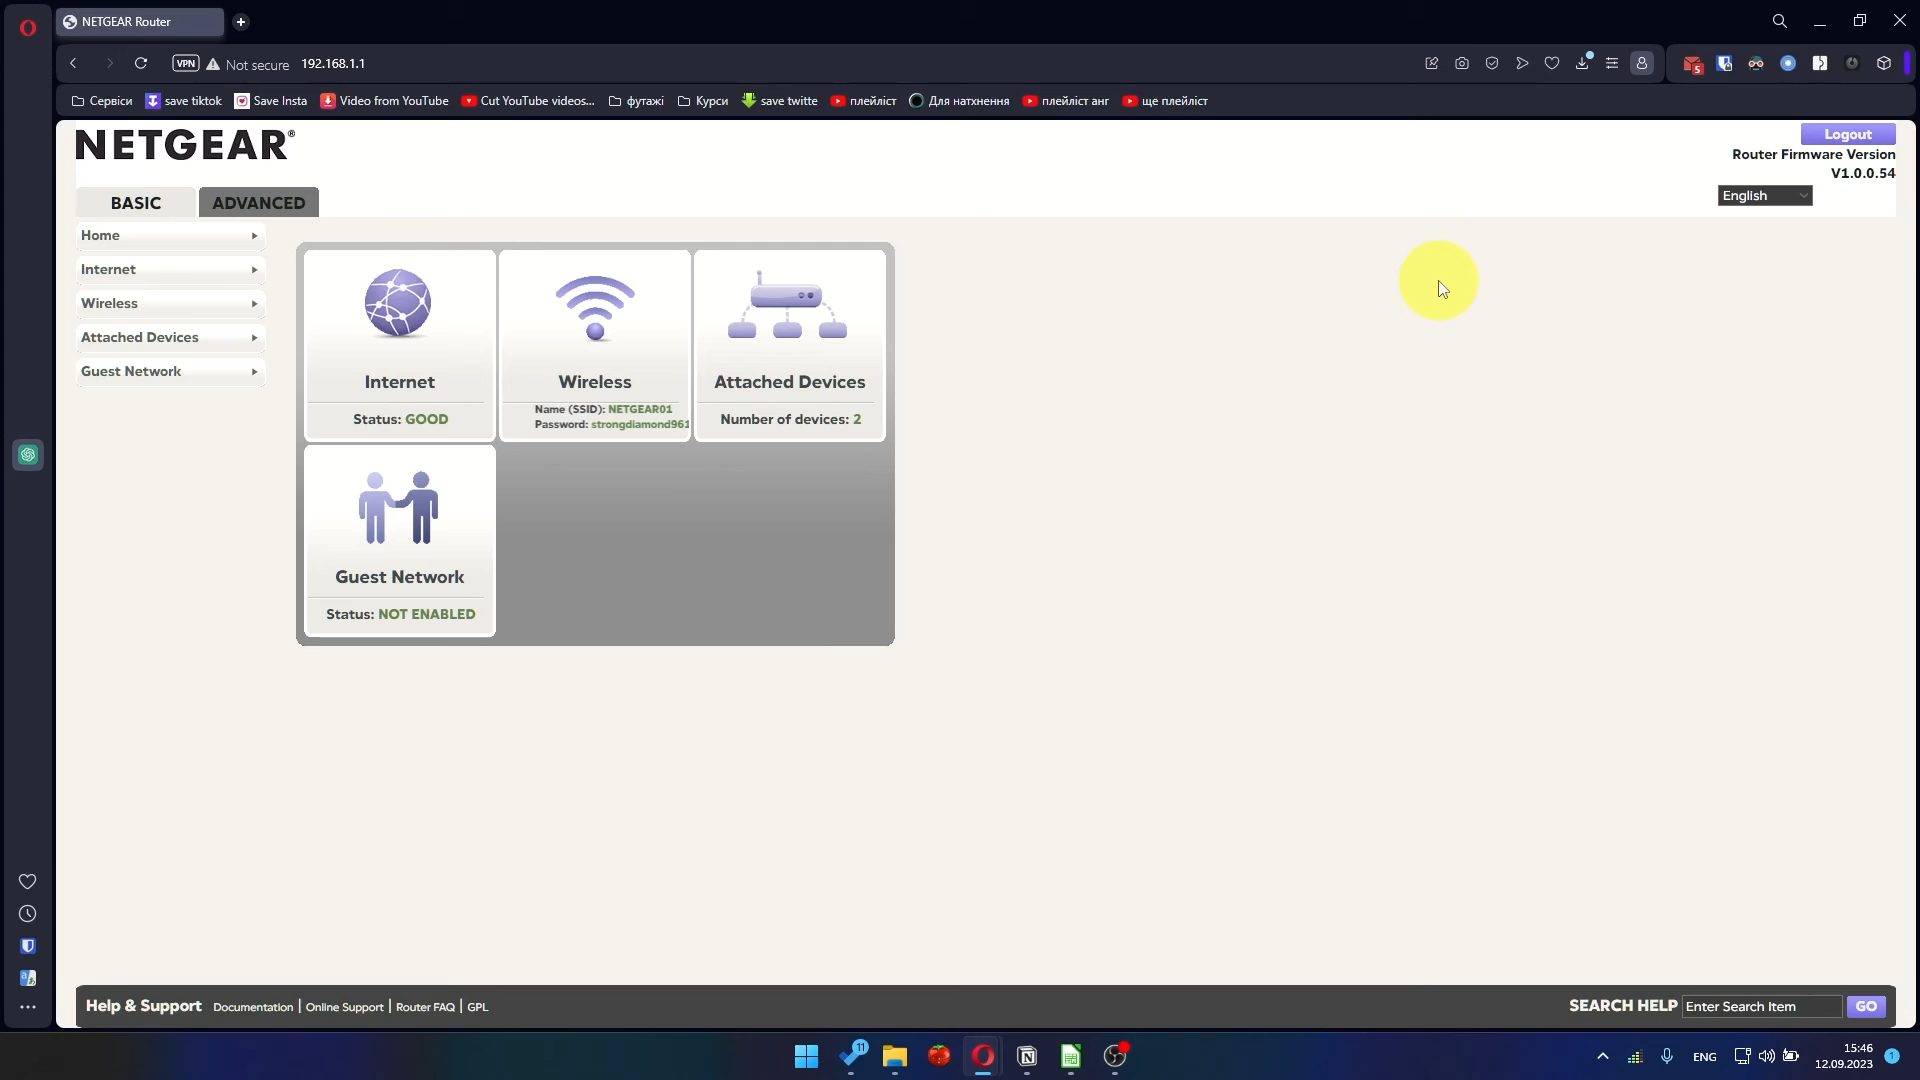 NETGEAR Router
VPN
Not secure
192.168.1.1
5
Сервіси
save tiktok
Save Insta
Video from YouTube
Cut YouTube videos...
футажі
Курси
save twitte
плейліст
Для натхнення
плейліст анг
ще плейліст
NETGEAR®
Logout
Router Firmware Version
V1.0.0.54
English
BASIC
ADVANCED
Home
Internet
Wireless
Attached Devices
Guest Network
Internet
Status: GOOD
Wireless
Name (SSID): NETGEAR01
Password: strongdiamond961
Attached Devices
Number of devices: 2
Guest Network
Status: NOT ENABLED
Help & Support
Documentation | Online Support | Router FAQ | GPL
SEARCH HELP
Enter Search Item
GO
11
ENG
15:46
12.09.2023
1